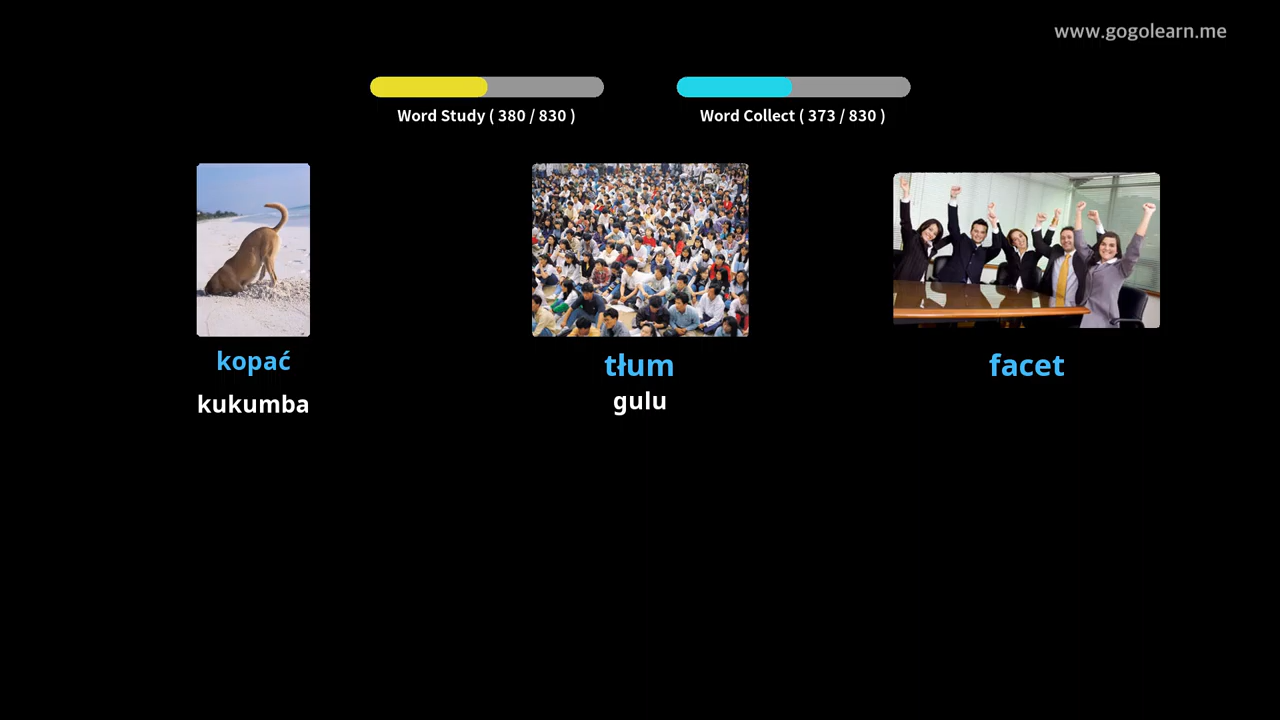 www.gogolearn.me
Word Study ( 380 / 830 )
Word Collect ( 373 / 830 )
kopać
kukumba
tłum
gulu
facet